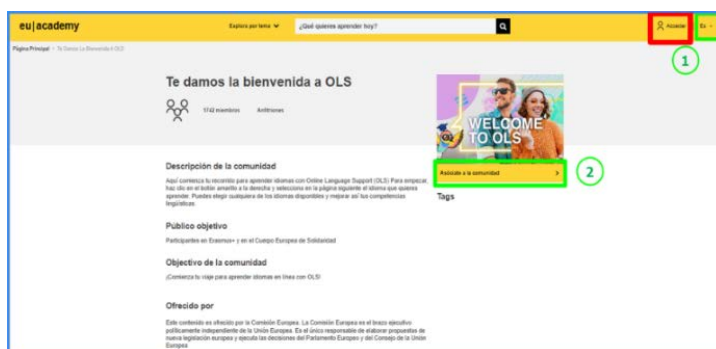 eu|academy
Explora por tema
¿Qué quieres aprender hoy?
Acceder
Es
1
Página Principal > Te Damos La Bienvenida A OLS!
Te damos la bienvenida a OLS!
1742 miembros
Anfitriones
WELCOME
TO OLS
Descripción de la comunidad
Aquí comienza tu recorrido para aprender idiomas con Online Language Support (OLS) Para empezar,
haz clic en el botón amarillo a la derecha y selecciona en la página siguiente el idioma que quieras
aprender. Puedes elegir cualquiera de los idiomas disponibles y mejorar así tus competencias
lingüísticas.
Asóciate a la comunidad >
2
Tags
Público objetivo
Participantes en Erasmus+ y en el Cuerpo Europeo de Solidaridad
Objectivo de la comunidad
¡Comienza tu viaje para aprender idiomas en línea con OLS!
Ofrecido por
Este contenido es ofrecido por la Comisión Europea. La Comisión Europea es el brazo ejecutivo
políticamente independiente de la Unión Europea. Es el único responsable de elaborar propuestas de
nueva legislación europea y ejecuta las decisiones del Parlamento Europeo y del Consejo de la Unión
Europea